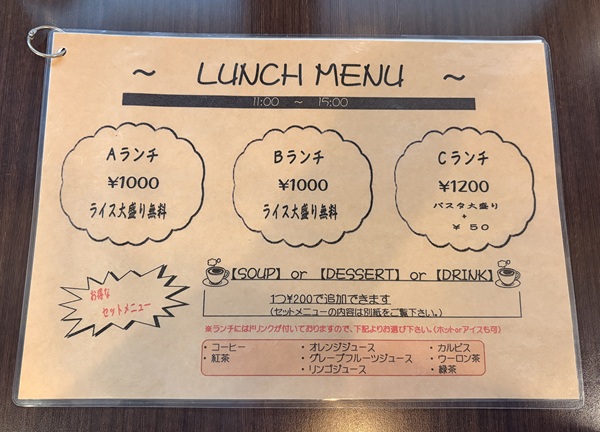 ～ LUNCH MENU ～
11:00 ～ 15:00
Aランチ
¥1000
ライス大盛り無料
Bランチ
¥1000
ライス大盛り無料
Cランチ
¥1200
パスタ大盛り
+
¥50
お得な
セットメニュー
【SOUP】 or 【DESSERT】 or 【DRINK】
1つ¥200で追加できます
(セットメニューの内容は別紙をご覧下さい。)
※ランチにはドリンクが付いておりますので、下記よりお選び下さい。(ホットorアイスも可)
・コーヒー
・紅茶
・オレンジジュース
・グレープフルーツジュース
・リンゴジュース
・カルピス
・ウーロン茶
・緑茶